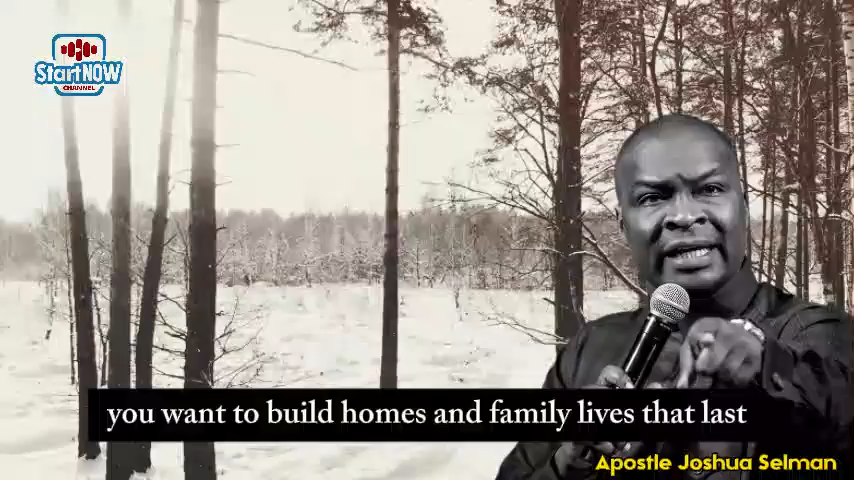 StartNOW
CHANNEL
you want to build homes and family lives that last
Apostle Joshua Selman